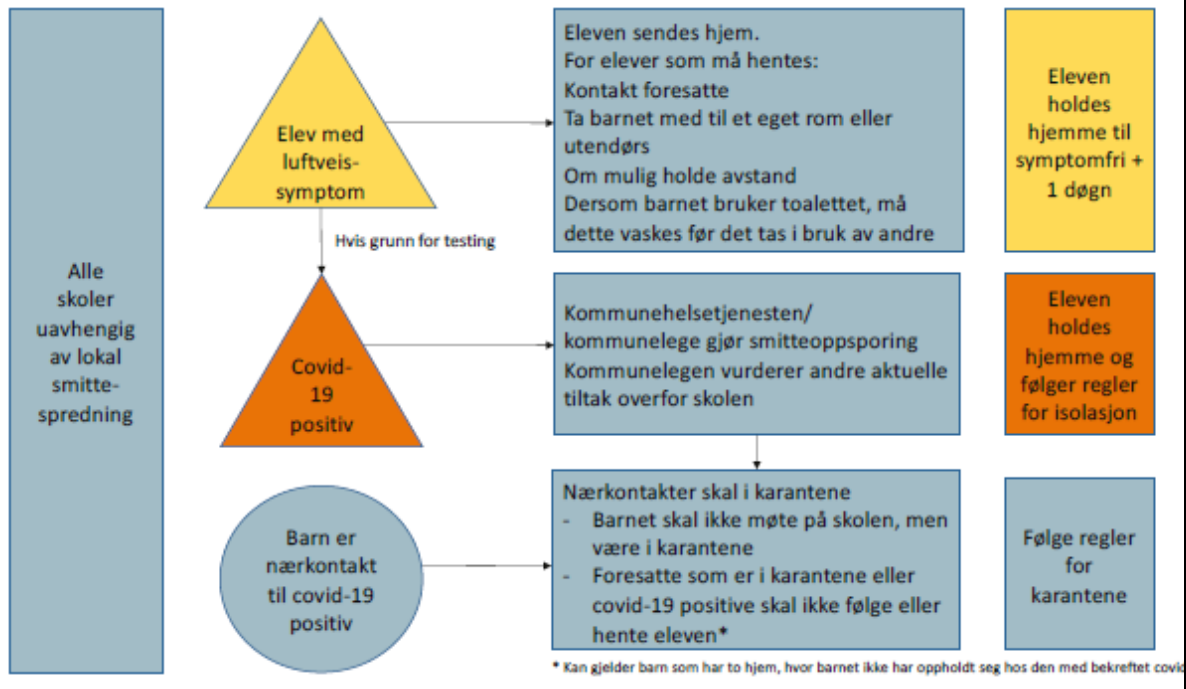 Alle
skoler
uavhengig
av lokal
smitte-
spredning
Elev med
luftveis-
symptom
Eleven sendes hjem.
For elever som må hentes:
Kontakt foresatte
Ta barnet med til et eget rom eller
utendørs
Om mulig holde avstand
Dersom barnet bruker toalettet, må
dette vaskes før det tas i bruk av andre
Eleven
holdes
hjemme til
symptomfri +
1 døgn
Hvis grunn for testing
Covid-
19
positiv
Kommunehelsetjenesten/
kommunelege gjør smitteoppsporing
Kommunelegen vurderer andre aktuelle
tiltak overfor skolen
Eleven
holdes
hjemme og
følger regler
for isolasjon
Barn er
nærkontakt
til covid-19
positiv
Nærkontakter skal i karantene
- Barnet skal ikke møte på skolen, men
være i karantene
- Foresatte som er i karantene eller
covid-19 positive skal ikke følge eller
hente eleven*
Følge regler
for
karantene
* Kan gjelder barn som har to hjem, hvor barnet ikke har oppholdt seg hos den med bekreftet covid